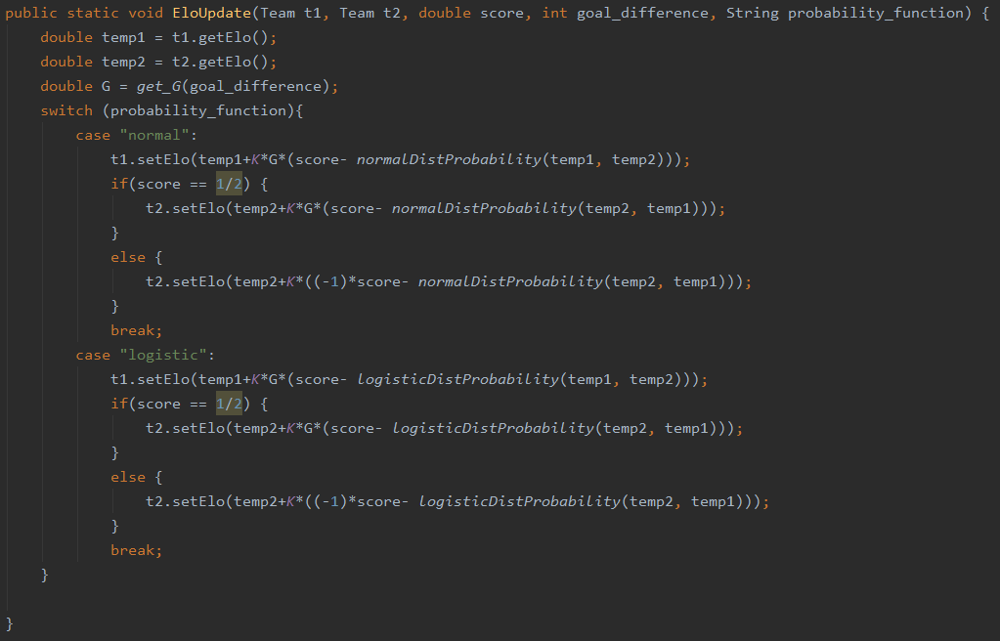 public static void EloUpdate(Team t1, Team t2, double score, int goal_difference, String probability_function) {
    double temp1 = t1.getElo();
    double temp2 = t2.getElo();
    double G = get_G(goal_difference);
    switch (probability_function){
        case "normal":
            t1.setElo(temp1+K*G*(score- normalDistProbability(temp1, temp2)));
            if(score == 1/2) {
                t2.setElo(temp2+K*G*(score- normalDistProbability(temp2, temp1)));
            }
            else {
                t2.setElo(temp2+K*((-1)*score- normalDistProbability(temp2, temp1)));
            }
            break;
        case "logistic":
            t1.setElo(temp1+K*G*(score- logisticDistProbability(temp1, temp2)));
            if(score == 1/2) {
                t2.setElo(temp2+K*G*(score- logisticDistProbability(temp2, temp1)));
            }
            else {
                t2.setElo(temp2+K*((-1)*score- logisticDistProbability(temp2, temp1)));
            }
            break;
    }
}